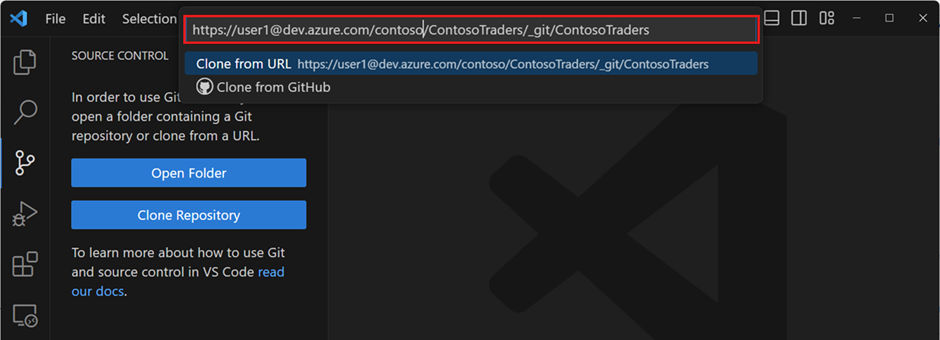 File Edit Selection
https://user1@dev.azure.com/contoso/ContosoTraders/_git/ContosoTraders
Clone from URL https://user1@dev.azure.com/contoso/ContosoTraders/_git/ContosoTraders
Clone from GitHub
SOURCE CONTROL
In order to use Git
open a folder containing a Git
repository or clone from a URL.
Open Folder
Clone Repository
To learn more about how to use Git
and source control in VS Code read
our docs.